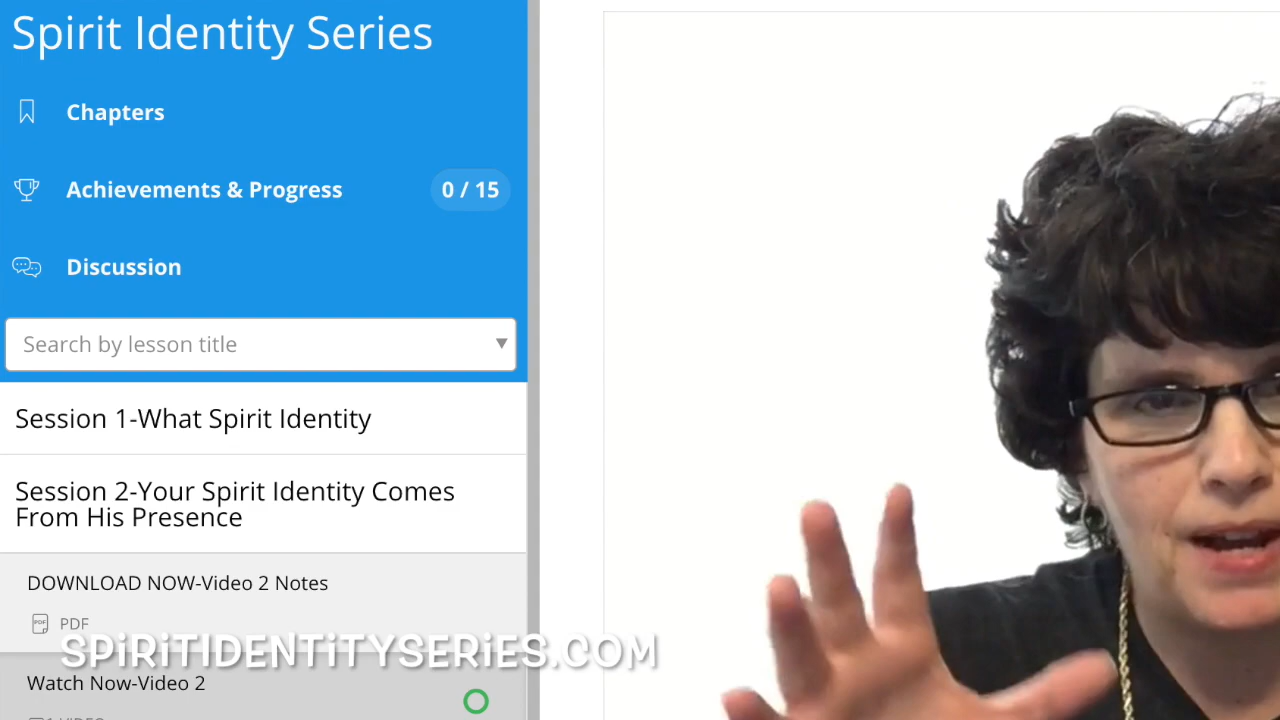 Spirit Identity Series
Chapters
Achievements & Progress 0 / 15
Discussion
Search by lesson title
Session 1-What Spirit Identity
Session 2-Your Spirit Identity Comes
From His Presence
DOWNLOAD NOW-Video 2 Notes
PDF
SPiRiTIDENTiTYSERiES.COM
Watch Now-Video 2
1 VIDEO